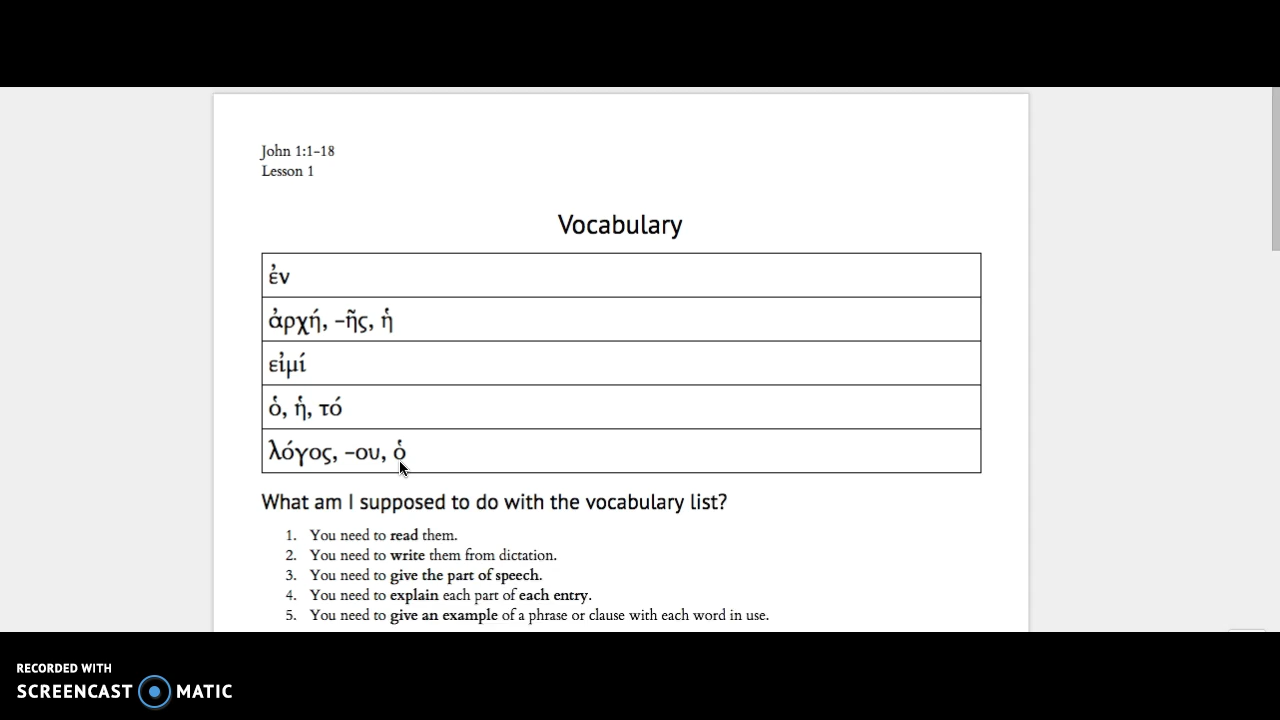 John 1:1–18
Lesson 1
Vocabulary
ἐν
ἀρχή, –ῆς, ἡ
εἰμί
ὁ, ἡ, τό
λόγος, –ου, ὁ
What am I supposed to do with the vocabulary list?
1. You need to read them.
2. You need to write them from dictation.
3. You need to give the part of speech.
4. You need to explain each part of each entry.
5. You need to give an example of a phrase or clause with each word in use.
RECORDED WITH
SCREENCAST MATIC